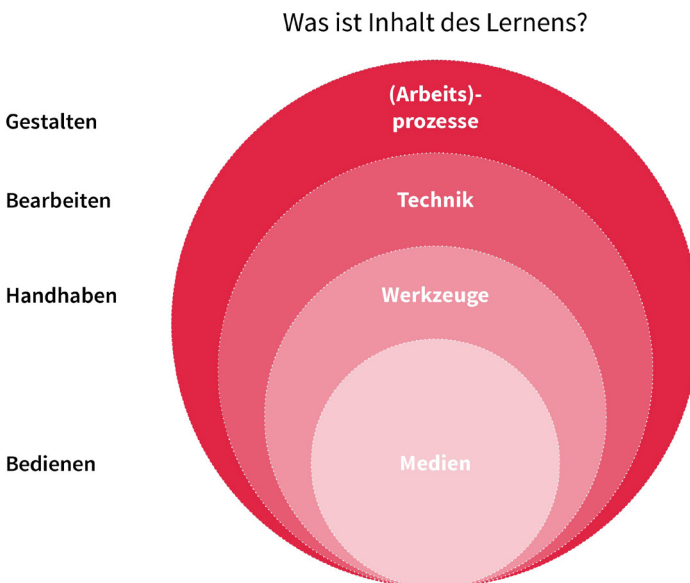 Was ist Inhalt des Lernens?
(Arbeits)-
prozesse
Gestalten
Bearbeiten
Technik
Handhaben
Werkzeuge
Bedienen
Medien